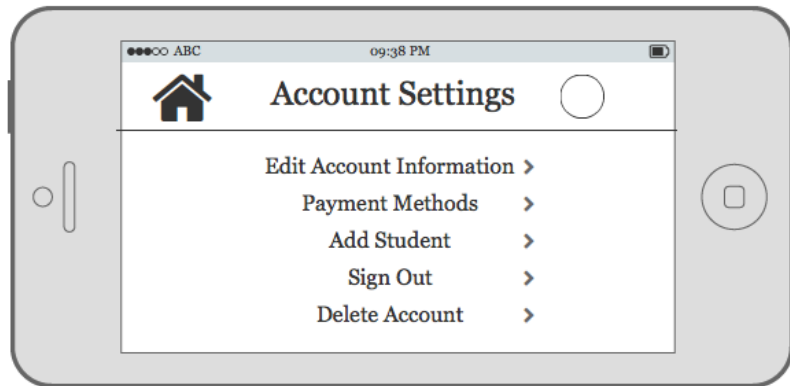 ABC 09:38 PM
Account Settings
Edit Account Information
Payment Methods
Add Student
Sign Out
Delete Account